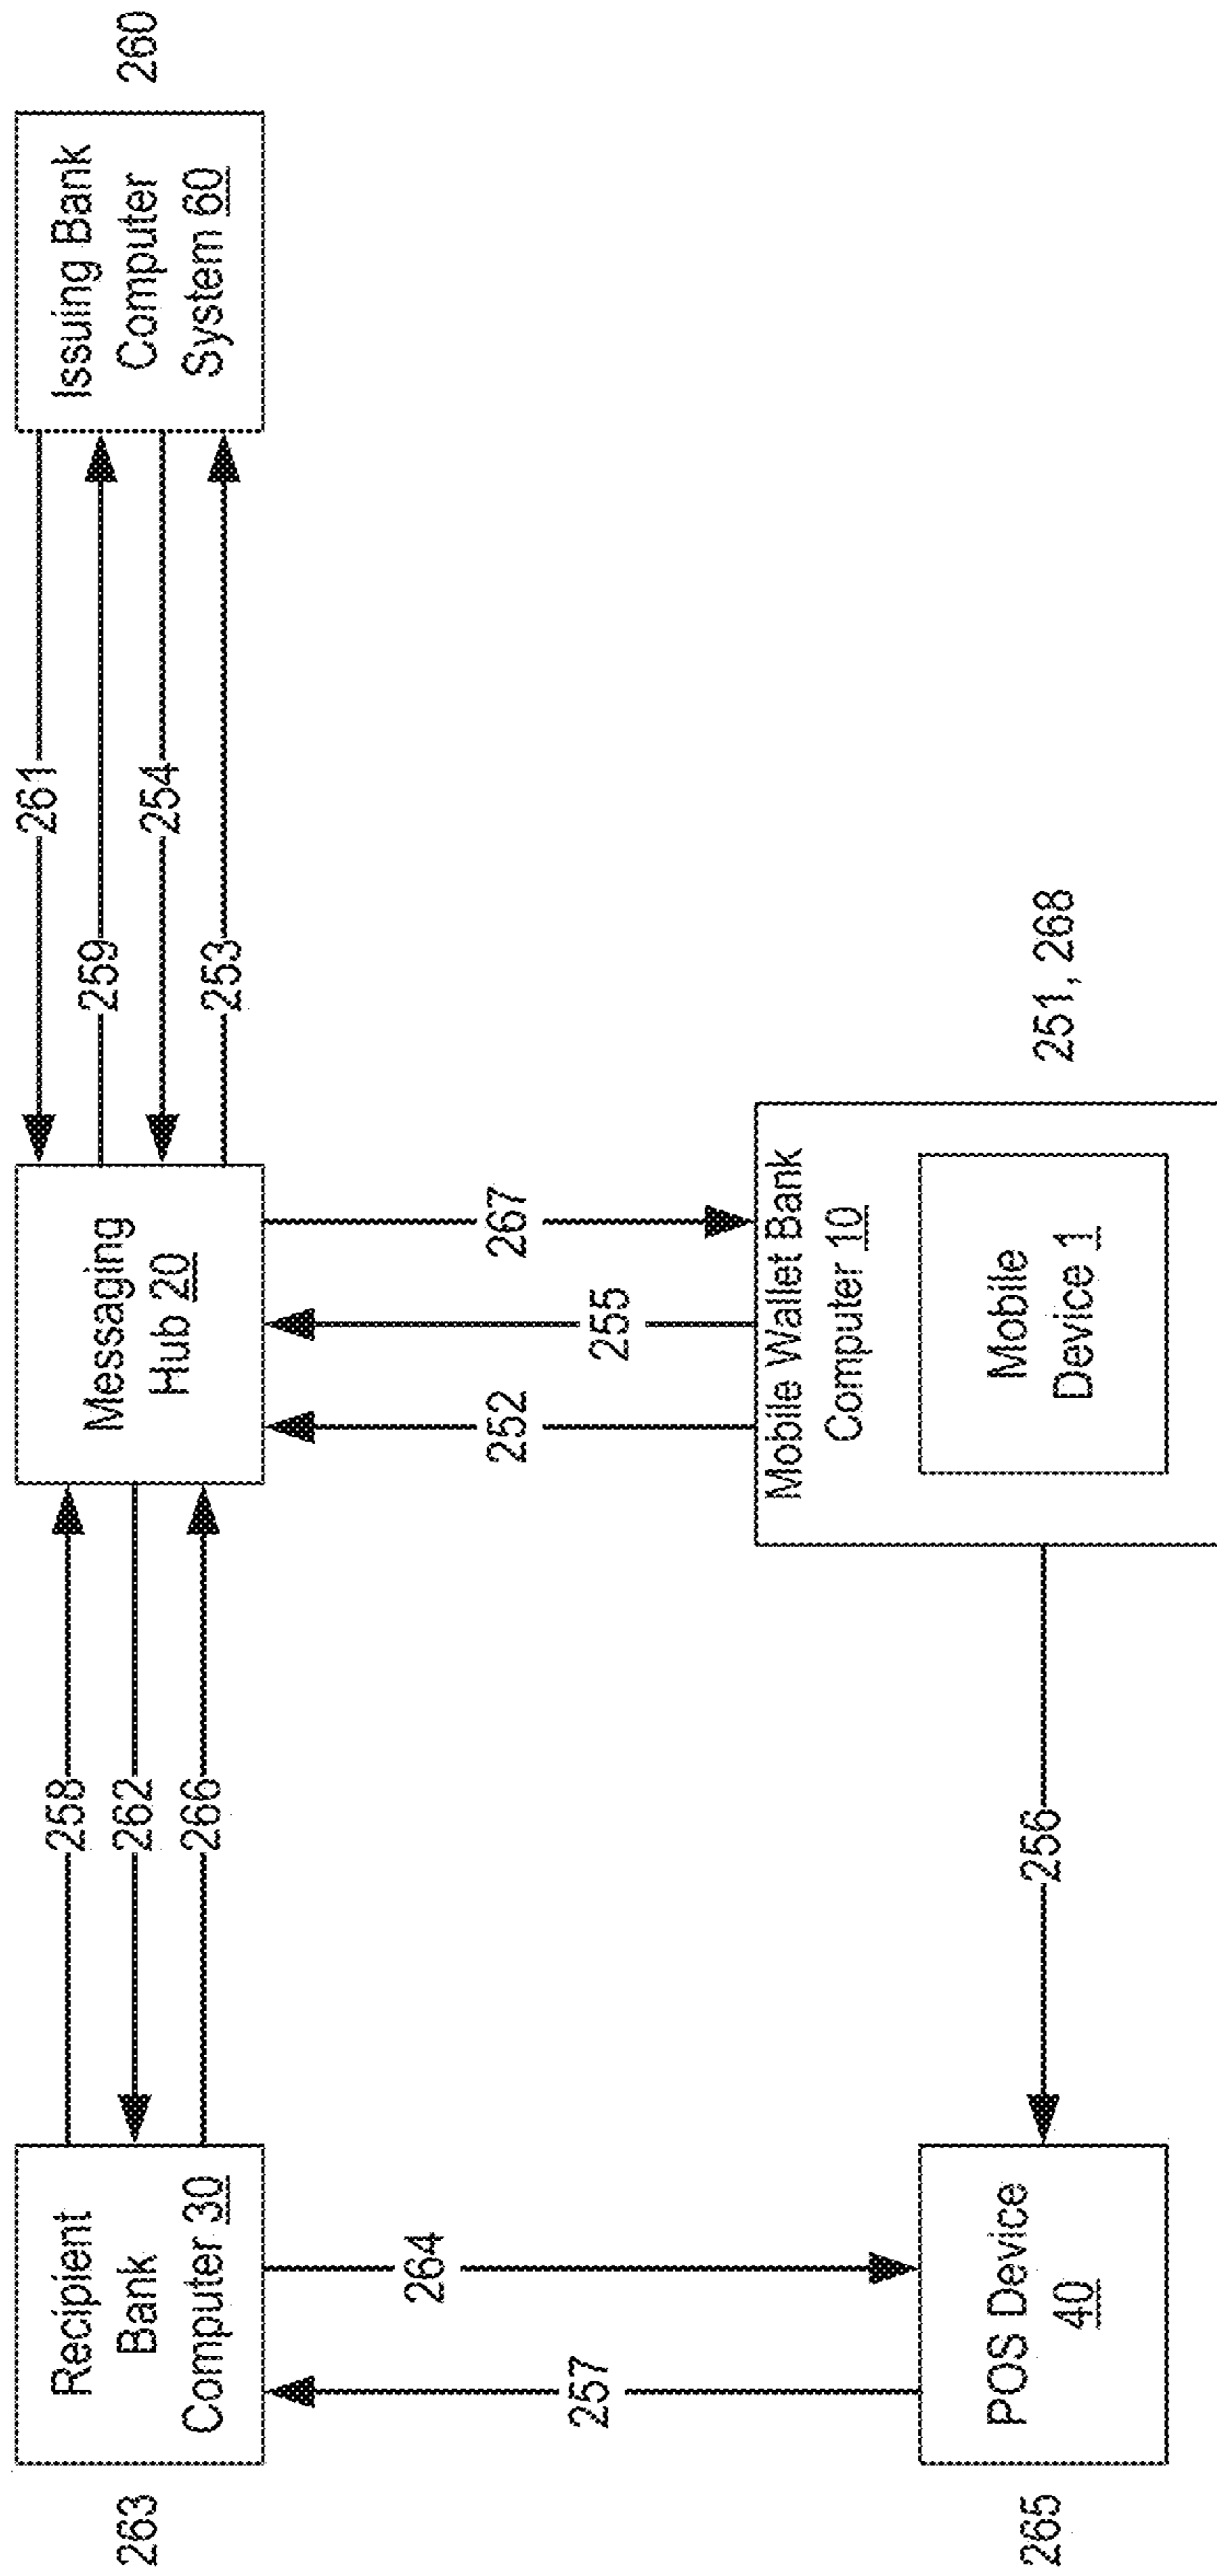 263
Recipient
Bank
Computer 30
258
262
266
Messaging
Hub 20
261
259
254
253
Issuing Bank
Computer
System 60
260
257
264
252
255
267
265
POS Device
40
256
Mobile Wallet Bank
Computer 10
Mobile
Device 1
251, 268